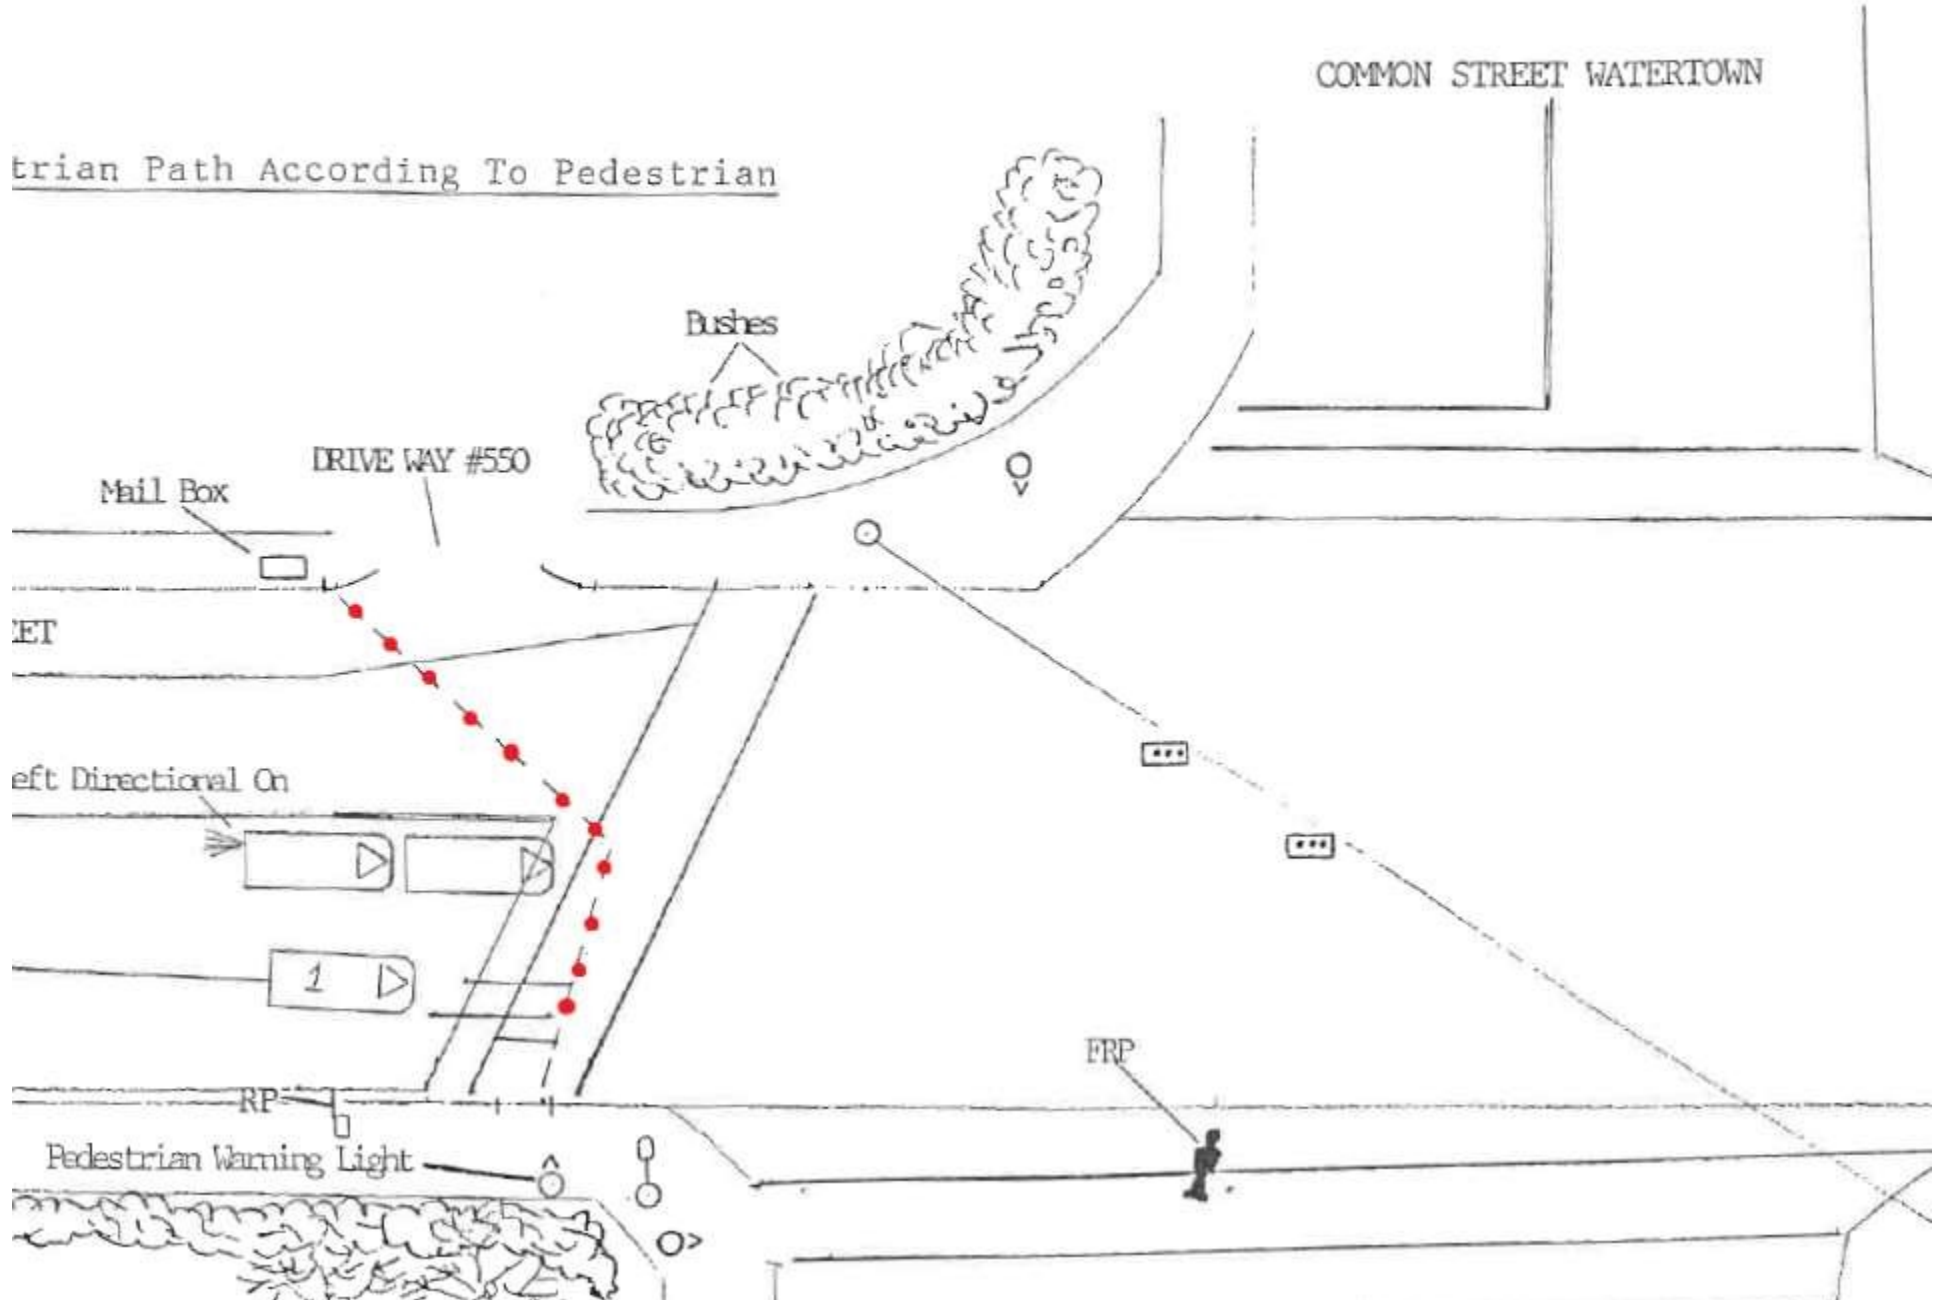 COMMON STREET WATERTOWN
trian Path According To Pedestrian
Bushes
DRIVE WAY #550
Mail Box
EET
eft Directional On
1
FRP
RP
Pedestrian Warning Light